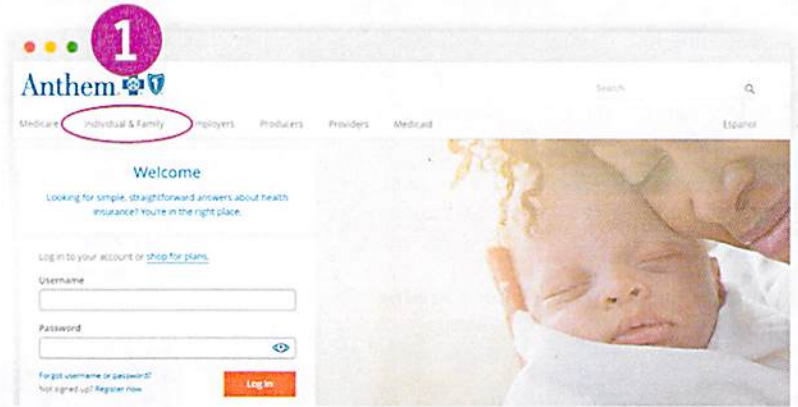 1
Anthem
Search
Medicare Individual & Family mployers Producers Providers Medicaid Español
Welcome
Looking for simple, straightforward answers about health
insurance? You're in the right place.
Log in to your account or shop for plans.
Username
Password
Forgot username or password?
Not signed up? Register now.
Log in